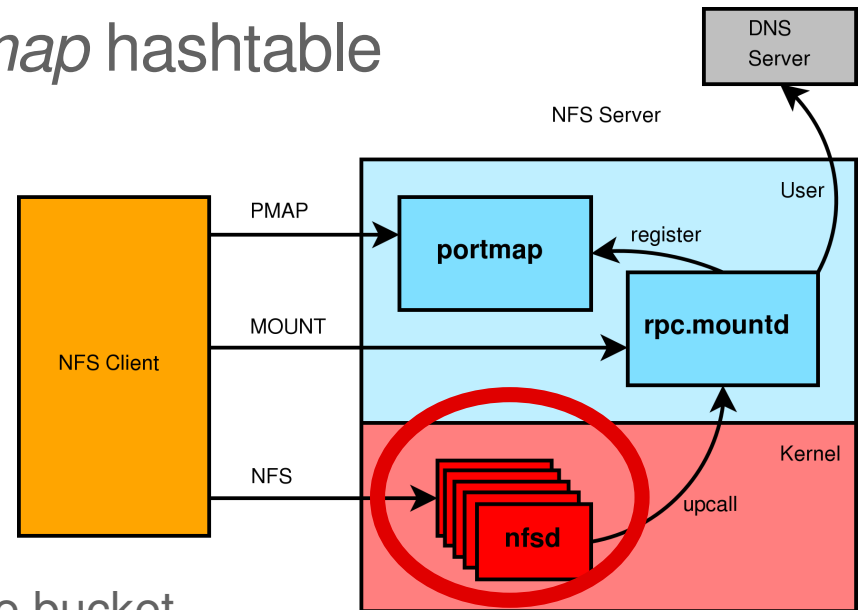 map hashtable
DNS
Server
NFS Server
User
PMAP
portmap
register
MOUNT
rpc.mountd
NFS Client
Kernel
NFS
upcall
nfsd
bucket